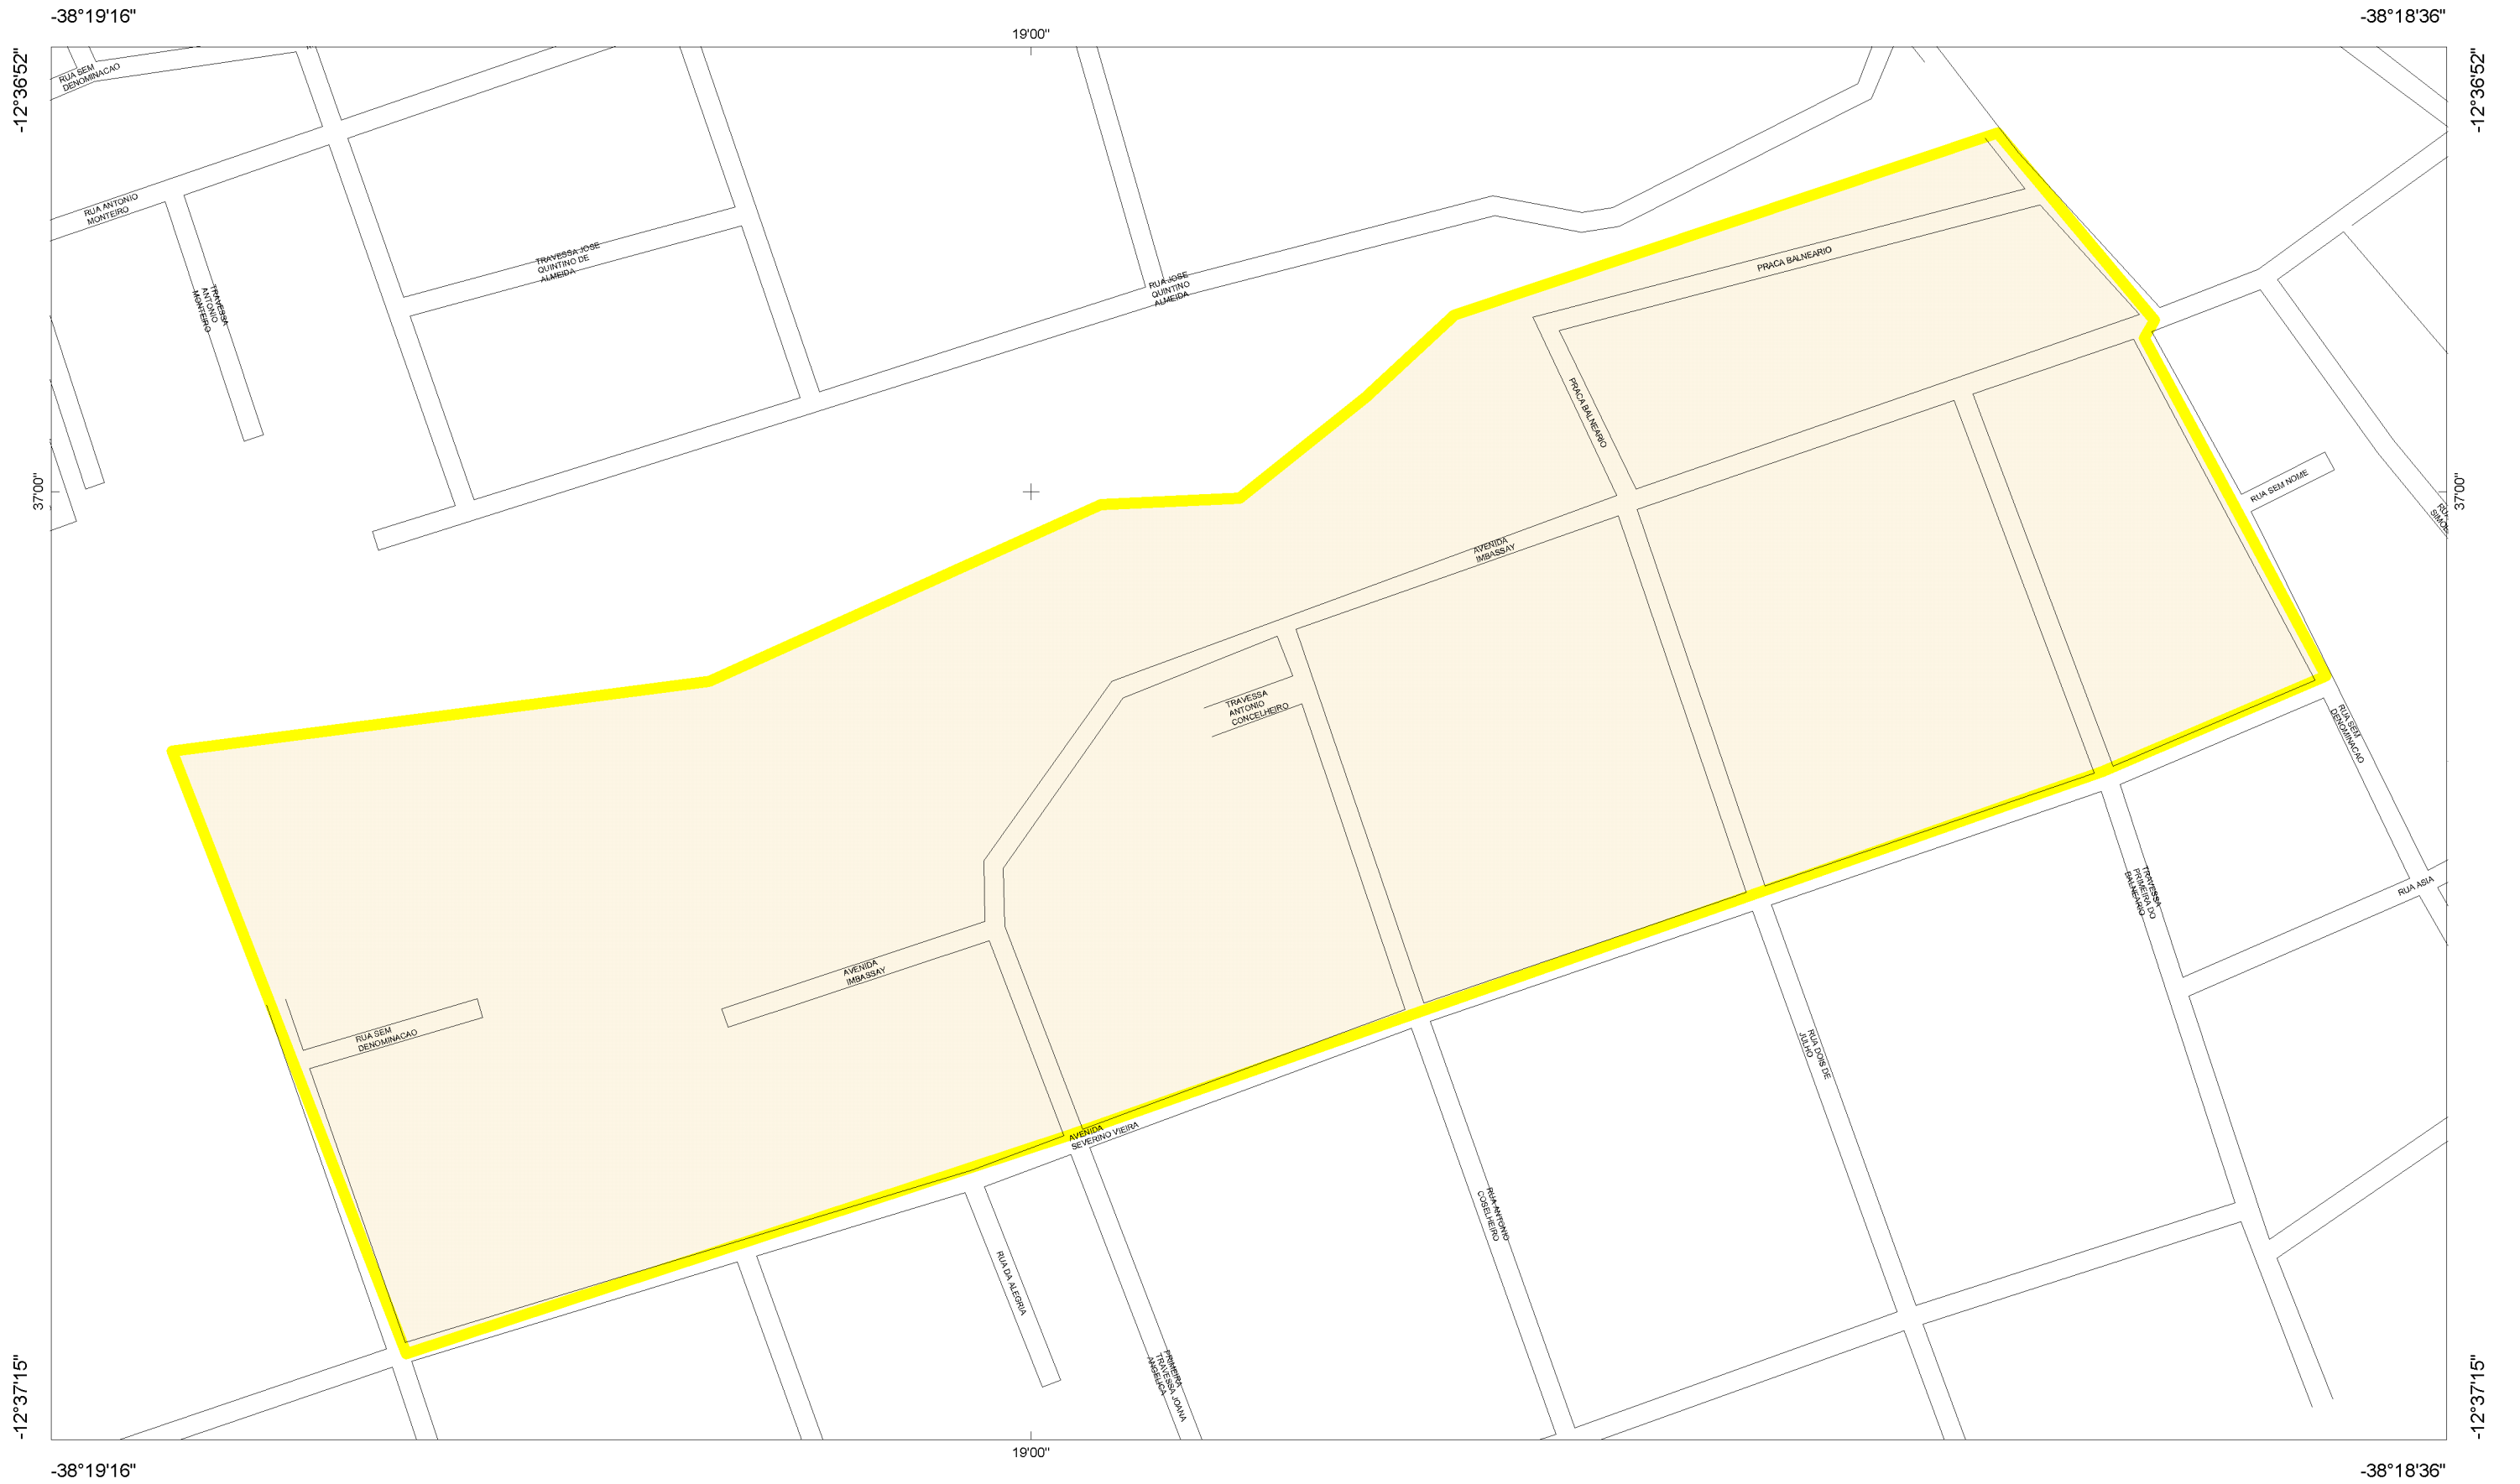 -38°19'16"
-38°18'36"
19'00"
-12°36'52"
-12°36'52"
RUA SEM
DENOMINACAO
RUA ANTONIO
MONTEIRO
TRAVESSA JOSE
QUINTINO DE
ALMEIDA
PRACA BALNEARIO
RUA JOSE
QUINTINO
ALMEIDA
TRAVESSA
ANTONIO
MONTEIRO
PRACA BALNEARIO
37'00"
37'00"
RUA SEM NOME
AVENIDA
IMBASSAY
TRAVESSA
ANTONIO
CONCELHEIRO
RUA SEM
DENOMINACAO
RUA ASIA
TRAVESSA
PRIMEIRA DO
BALNEARIO
AVENIDA
IMBASSAY
RUA SEM
DENOMINACAO
RUA DOIS DE
JULHO
AVENIDA
SEVERINO VIEIRA
RUA ANTONIO
COSELHEIRO
RUA DA ALEGRIA
PRIMEIRA
TRAVESSA JOANA
ANGELICA
-12°37'15"
-12°37'15"
19'00"
-38°19'16"
-38°18'36"